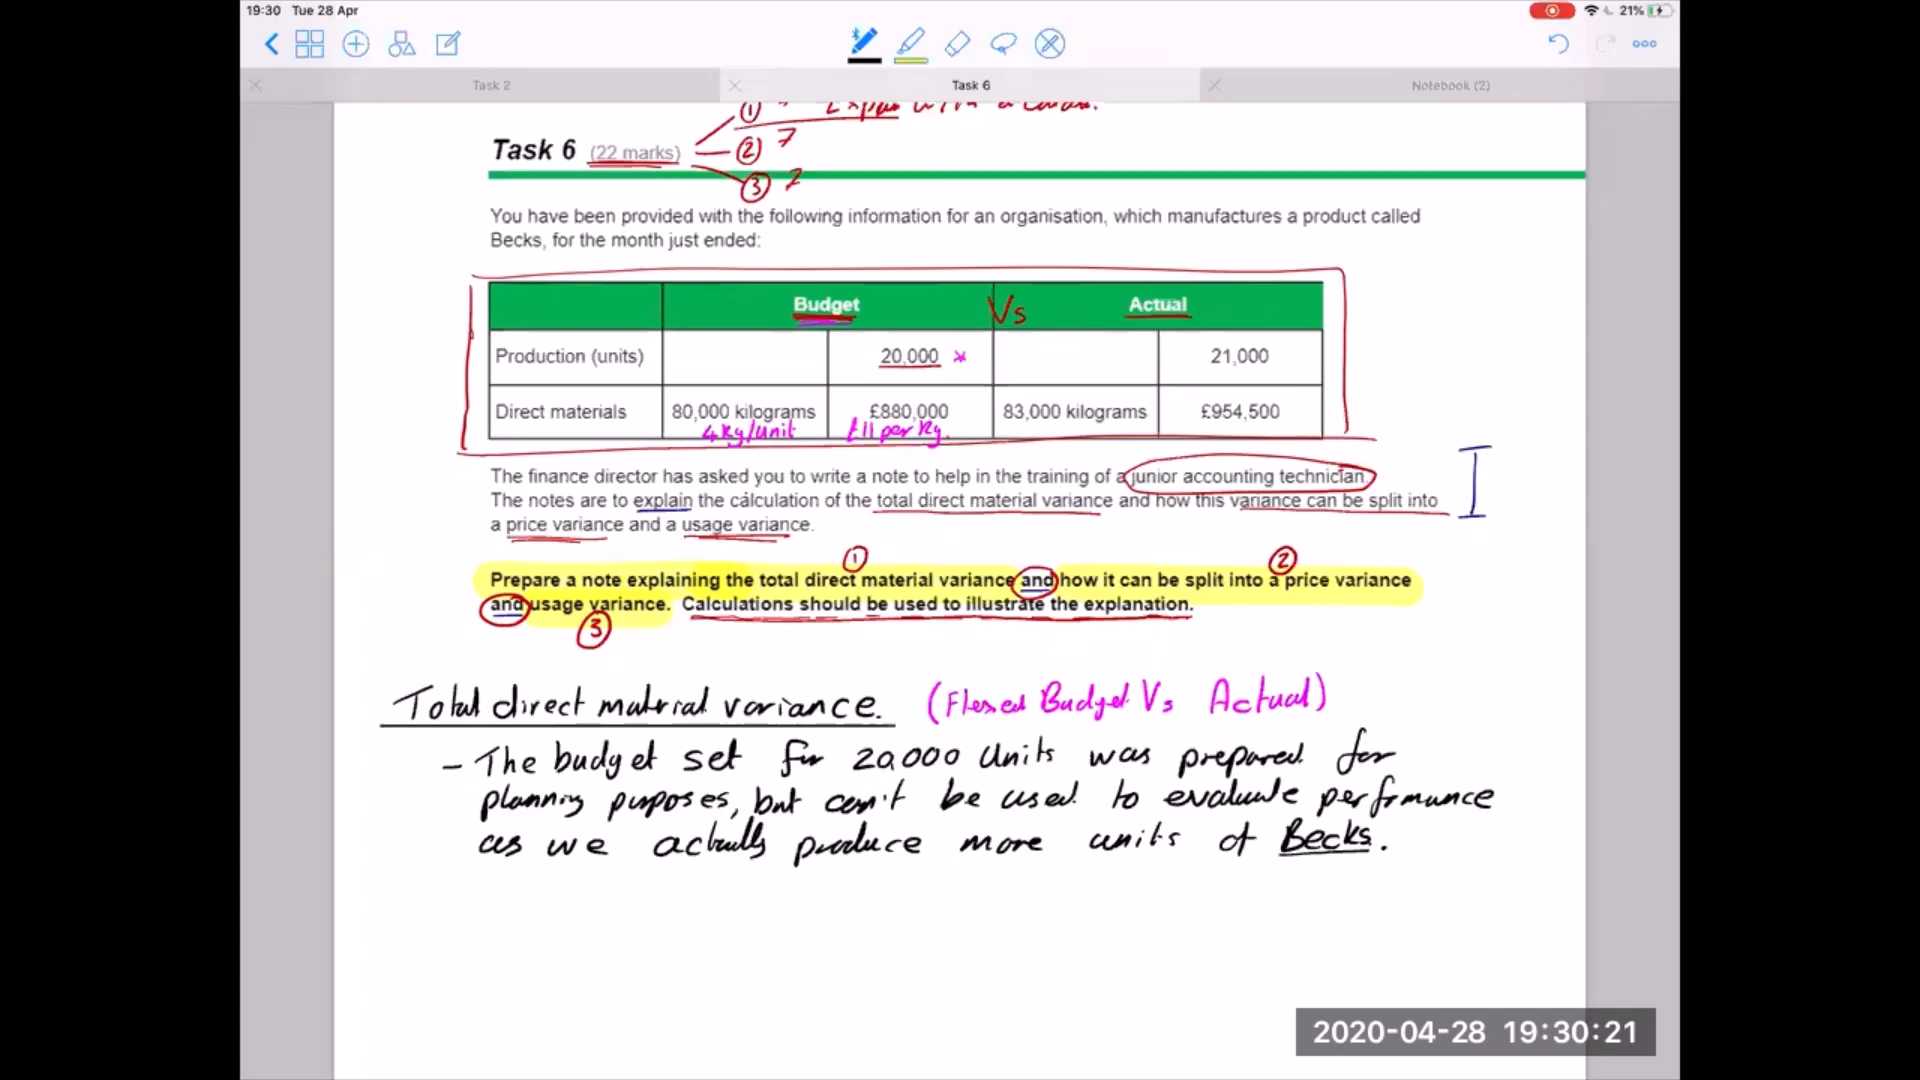 19:30 Tue 28 Apr
21%
Task 2
Task 6
Notebook (2)
①
Task 6 (22 marks)
② 7
③ 7
You have been provided with the following information for an organisation, which manufactures a product called
Becks, for the month just ended:
Budget Vs Actual
Production (units) 20,000 * 21,000
Direct materials 80,000 kilograms £880,000 83,000 kilograms £954,500
4kg/unit £11 per kg.
The finance director has asked you to write a note to help in the training of a junior accounting technician.
The notes are to explain the calculation of the total direct material variance and how this variance can be split into
a price variance and a usage variance.
① ②
Prepare a note explaining the total direct material variance and how it can be split into a price variance
and usage variance. Calculations should be used to illustrate the explanation.
③
Total direct material variance. (Flexed Budget Vs Actual)
- The budget set for 20,000 Units was prepared for
planning purposes, but can't be used to evaluate performance
as we actually produce more units of Becks.
2020-04-28 19:30:21